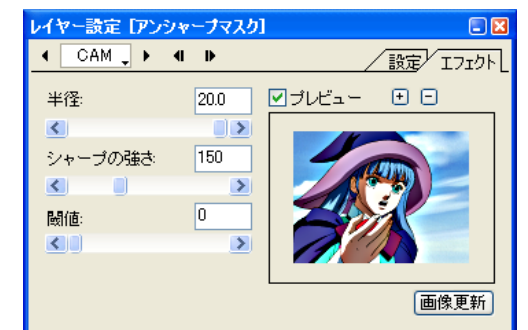 レイヤー設定 [アンシャープマスク]
CAM
設定 エフェクト
半径: 20.0
プレビュー
シャープの強さ: 150
閾値: 0
画像更新